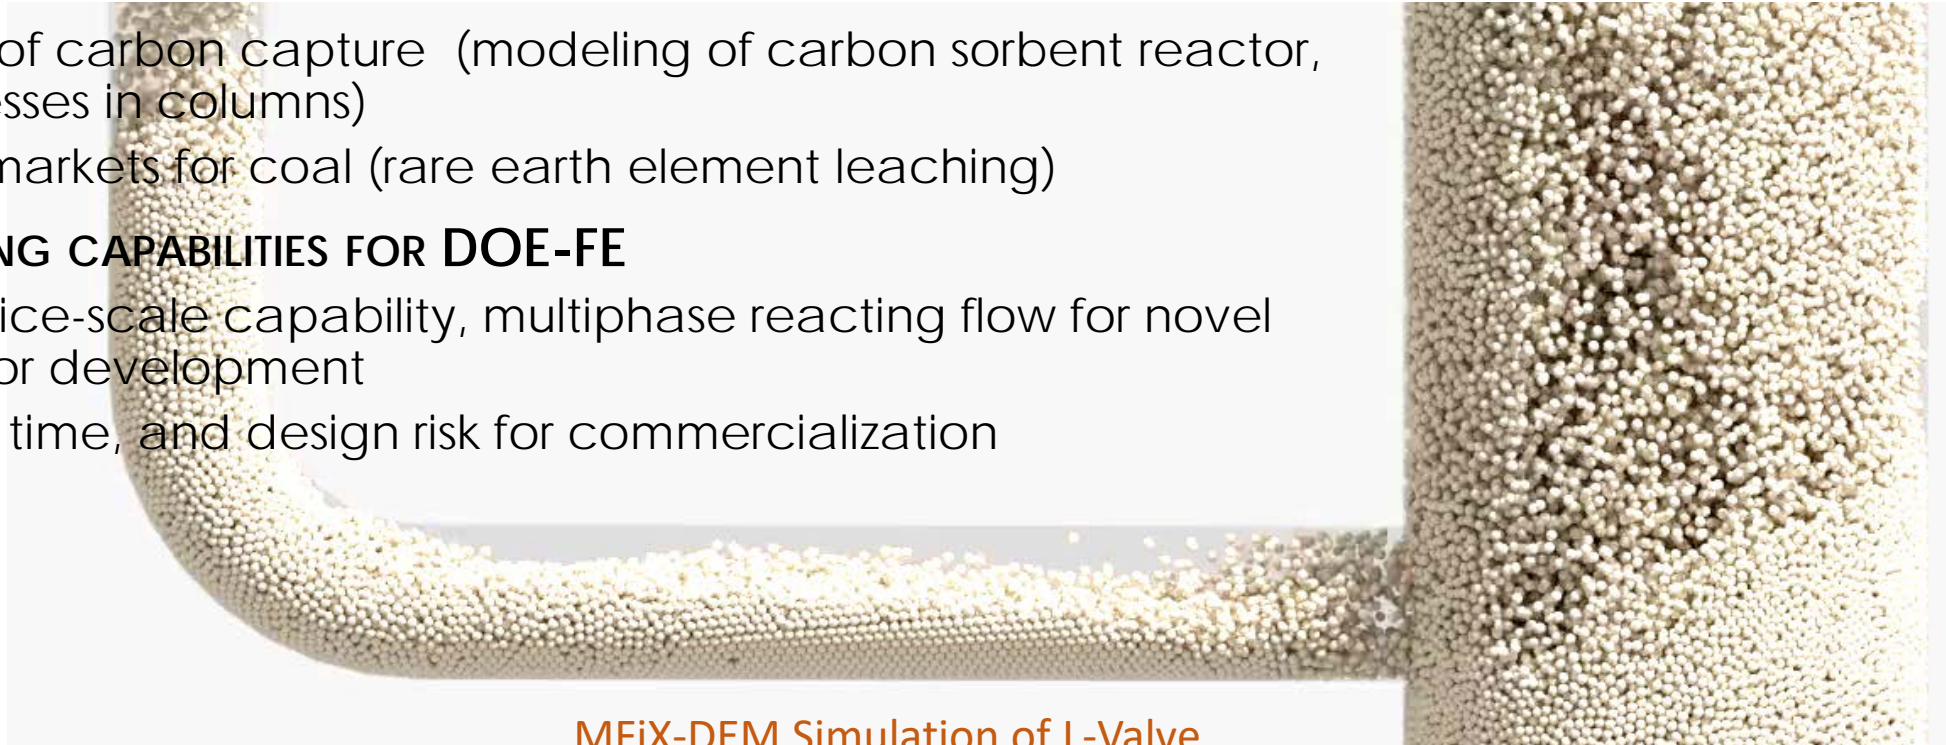 of carbon capture (modeling of carbon sorbent reactor,
esses in columns)
markets for coal (rare earth element leaching)
NG CAPABILITIES FOR DOE-FE
ice-scale capability, multiphase reacting flow for novel
or development
time, and design risk for commercialization
MFiX-DEM Simulation of L-Valve